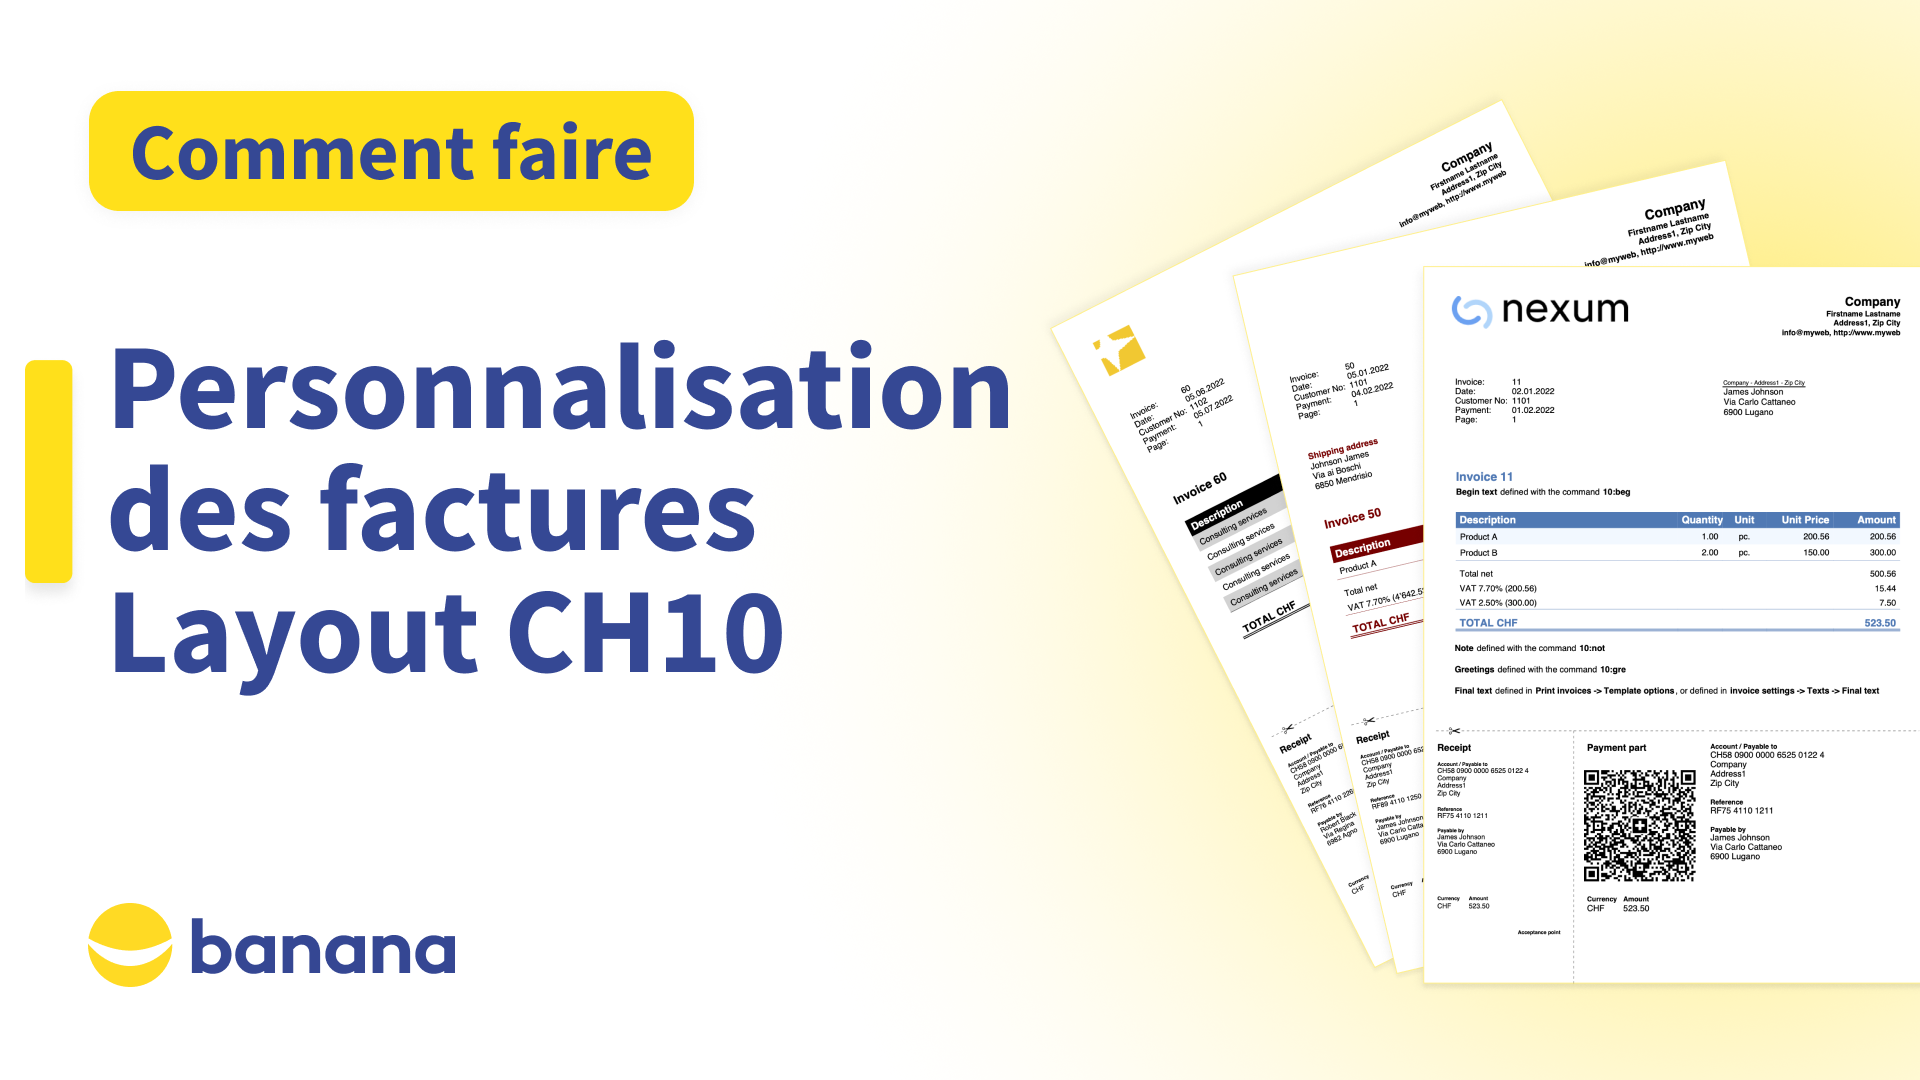 Comment faire
Personnalisation
des factures
Layout CH10
banana
Company
Firstname Lastname
Address1, Zip City
info@myweb, http://www.myweb
Invoice: 60
Date: 05.06.2022
Customer No: 1102
Payment: 05.07.2022
Page: 1
Invoice 60
Description
Consulting services
Consulting services
Consulting services
Consulting services
Consulting services
TOTAL CHF
Receipt
Account / Payable to
CH58 0900 0000 6
Company
Address1
Zip City
Reference
RF76 4110 226
Payable by
Robert Black
Via Regina
6982 Agno
Currency
CHF
Company
Firstname Lastname
Address1, Zip City
info@myweb, http://www.myweb
Invoice: 50
Date: 05.01.2022
Customer No: 1101
Payment: 04.02.2022
Page: 1
Shipping address
Johnson James
Via ai Boschi
6850 Mendrisio
Invoice 50
Description
Product A
Total net
VAT 7.70% (4'642.5
TOTAL CHF
Receipt
Account / Payable to
CH58 0900 0000 652
Company
Address1
Zip City
Reference
RF89 4110 1250
Payable by
James Johnson
Via Carlo Catta
6900 Lugano
Currency
CHF
nexum
Company
Firstname Lastname
Address1, Zip City
info@myweb, http://www.myweb
Invoice: 11
Date: 02.01.2022
Customer No: 1101
Payment: 01.02.2022
Page: 1
Company - Address1 - Zip City
James Johnson
Via Carlo Cattaneo
6900 Lugano
Invoice 11
Begin text defined with the command 10:beg
Description Quantity Unit Unit Price Amount
Product A 1.00 pc. 200.56 200.56
Product B 2.00 pc. 150.00 300.00
Total net 500.56
VAT 7.70% (200.56) 15.44
VAT 2.50% (300.00) 7.50
TOTAL CHF 523.50
Note defined with the command 10:not
Greetings defined with the command 10:gre
Final text defined in Print invoices -> Template options, or defined in invoice settings -> Texts -> Final text
Receipt
Account / Payable to
CH58 0900 0000 6525 0122 4
Company
Address1
Zip City
Reference
RF75 4110 1211
Payable by
James Johnson
Via Carlo Cattaneo
6900 Lugano
Currency Amount
CHF 523.50
Acceptance point
Payment part
Currency Amount
CHF 523.50
Account / Payable to
CH58 0900 0000 6525 0122 4
Company
Address1
Zip City
Reference
RF75 4110 1211
Payable by
James Johnson
Via Carlo Cattaneo
6900 Lugano